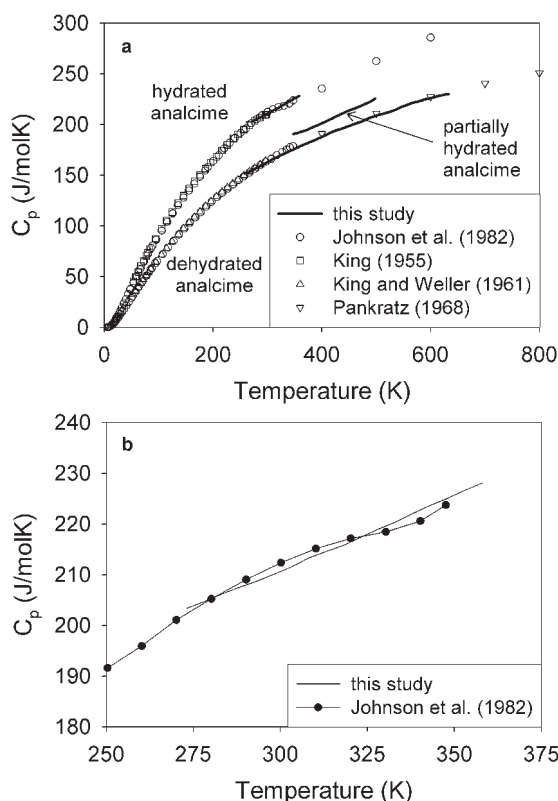 a
300
250
200
150
100
50
0
C_p (J/molK)
hydrated
analcime
partially
hydrated
analcime
dehydrated
analcime
this study
Johnson et al. (1982)
King (1955)
King and Weller (1961)
Pankratz (1968)
0 200 400 600 800
Temperature (K)
b
240
230
220
210
200
190
180
C_p (J/molK)
this study
Johnson et al. (1982)
250 275 300 325 350 375
Temperature (K)